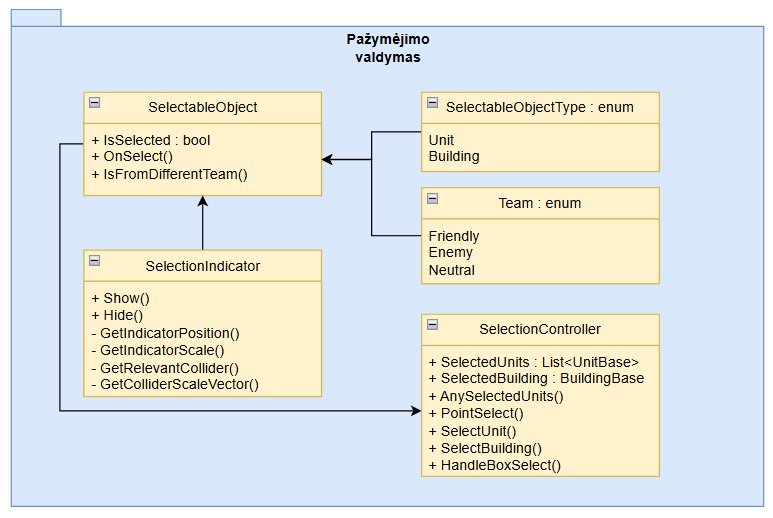 Pažymėjimo
valdymas
SelectableObject
+ IsSelected : bool
+ OnSelect()
+ IsFromDifferentTeam()
SelectableObjectType : enum
Unit
Building
Team : enum
Friendly
Enemy
Neutral
SelectionIndicator
+ Show()
+ Hide()
- GetIndicatorPosition()
- GetIndicatorScale()
- GetRelevantCollider()
- GetColliderScaleVector()
SelectionController
+ SelectedUnits : List<UnitBase>
+ SelectedBuilding : BuildingBase
+ AnySelectedUnits()
+ PointSelect()
+ SelectUnit()
+ SelectBuilding()
+ HandleBoxSelect()